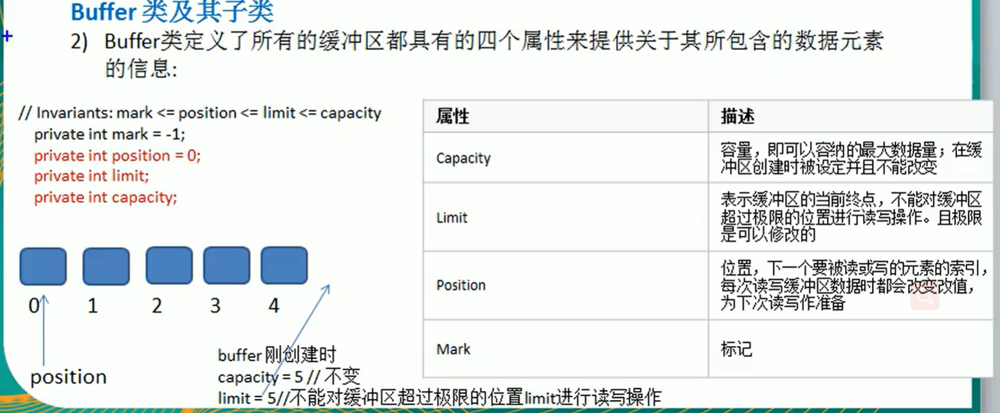 Buffer 类及其子类
2) Buffer类定义了所有的缓冲区都具有的四个属性来提供关于其所包含的数据元素
的信息:
// Invariants: mark <= position <= limit <= capacity
private int mark = -1;
private int position = 0;
private int limit;
private int capacity;
0 1 2 3 4
position
buffer 刚创建时
capacity = 5 // 不变
limit = 5//不能对缓冲区超过极限的位置limit进行读写操作
属性 描述
Capacity
容量，即可以容纳的最大数据量；在缓
冲区创建时被设定并且不能改变
Limit
表示缓冲区的当前终点，不能对缓冲区
超过极限的位置进行读写操作。且极限
是可以修改的
Position
位置，下一个要被读或写的元素的索引，
每次读写缓冲区数据时都会改变改值，
为下次读写作准备
Mark
标记